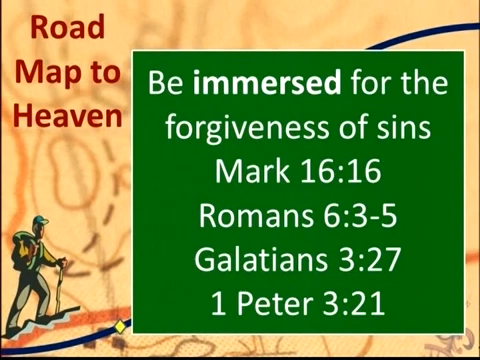 Road
Map to
Heaven
Be immersed for the
forgiveness of sins
Mark 16:16
Romans 6:3-5
Galatians 3:27
1 Peter 3:21